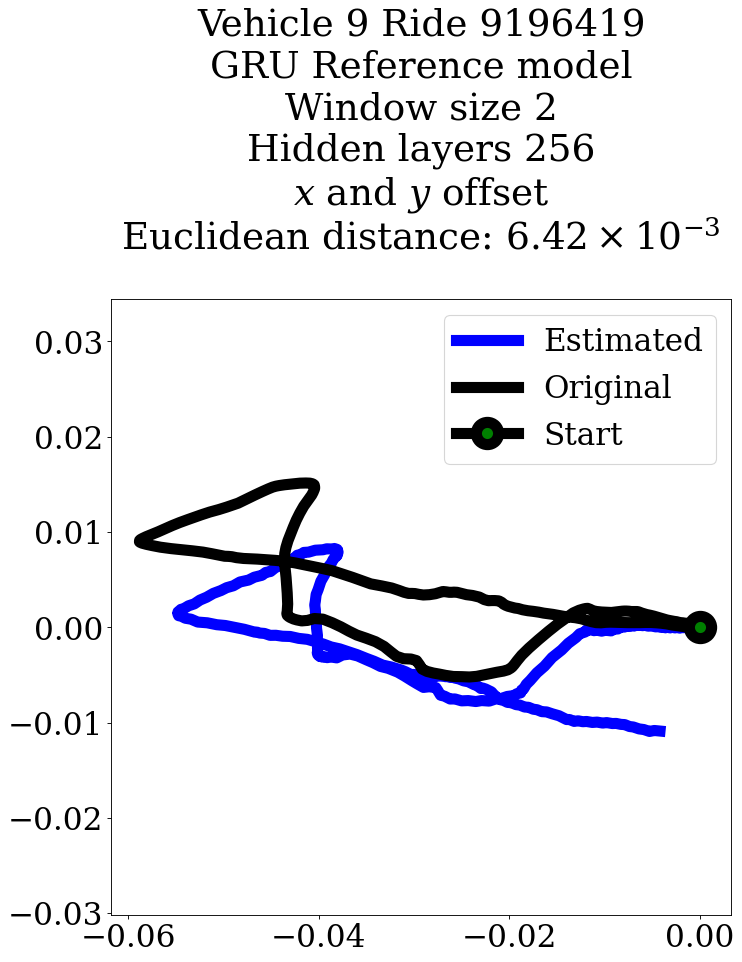 Vehicle 9 Ride 9196419
GRU Reference model
Window size 2
Hidden layers 256
x and y offset
Euclidean distance: 6.42 × 10⁻³
Estimated
Original
Start
0.03
0.02
0.01
0.00
−0.01
−0.02
−0.03
−0.06 −0.04 −0.02 0.00